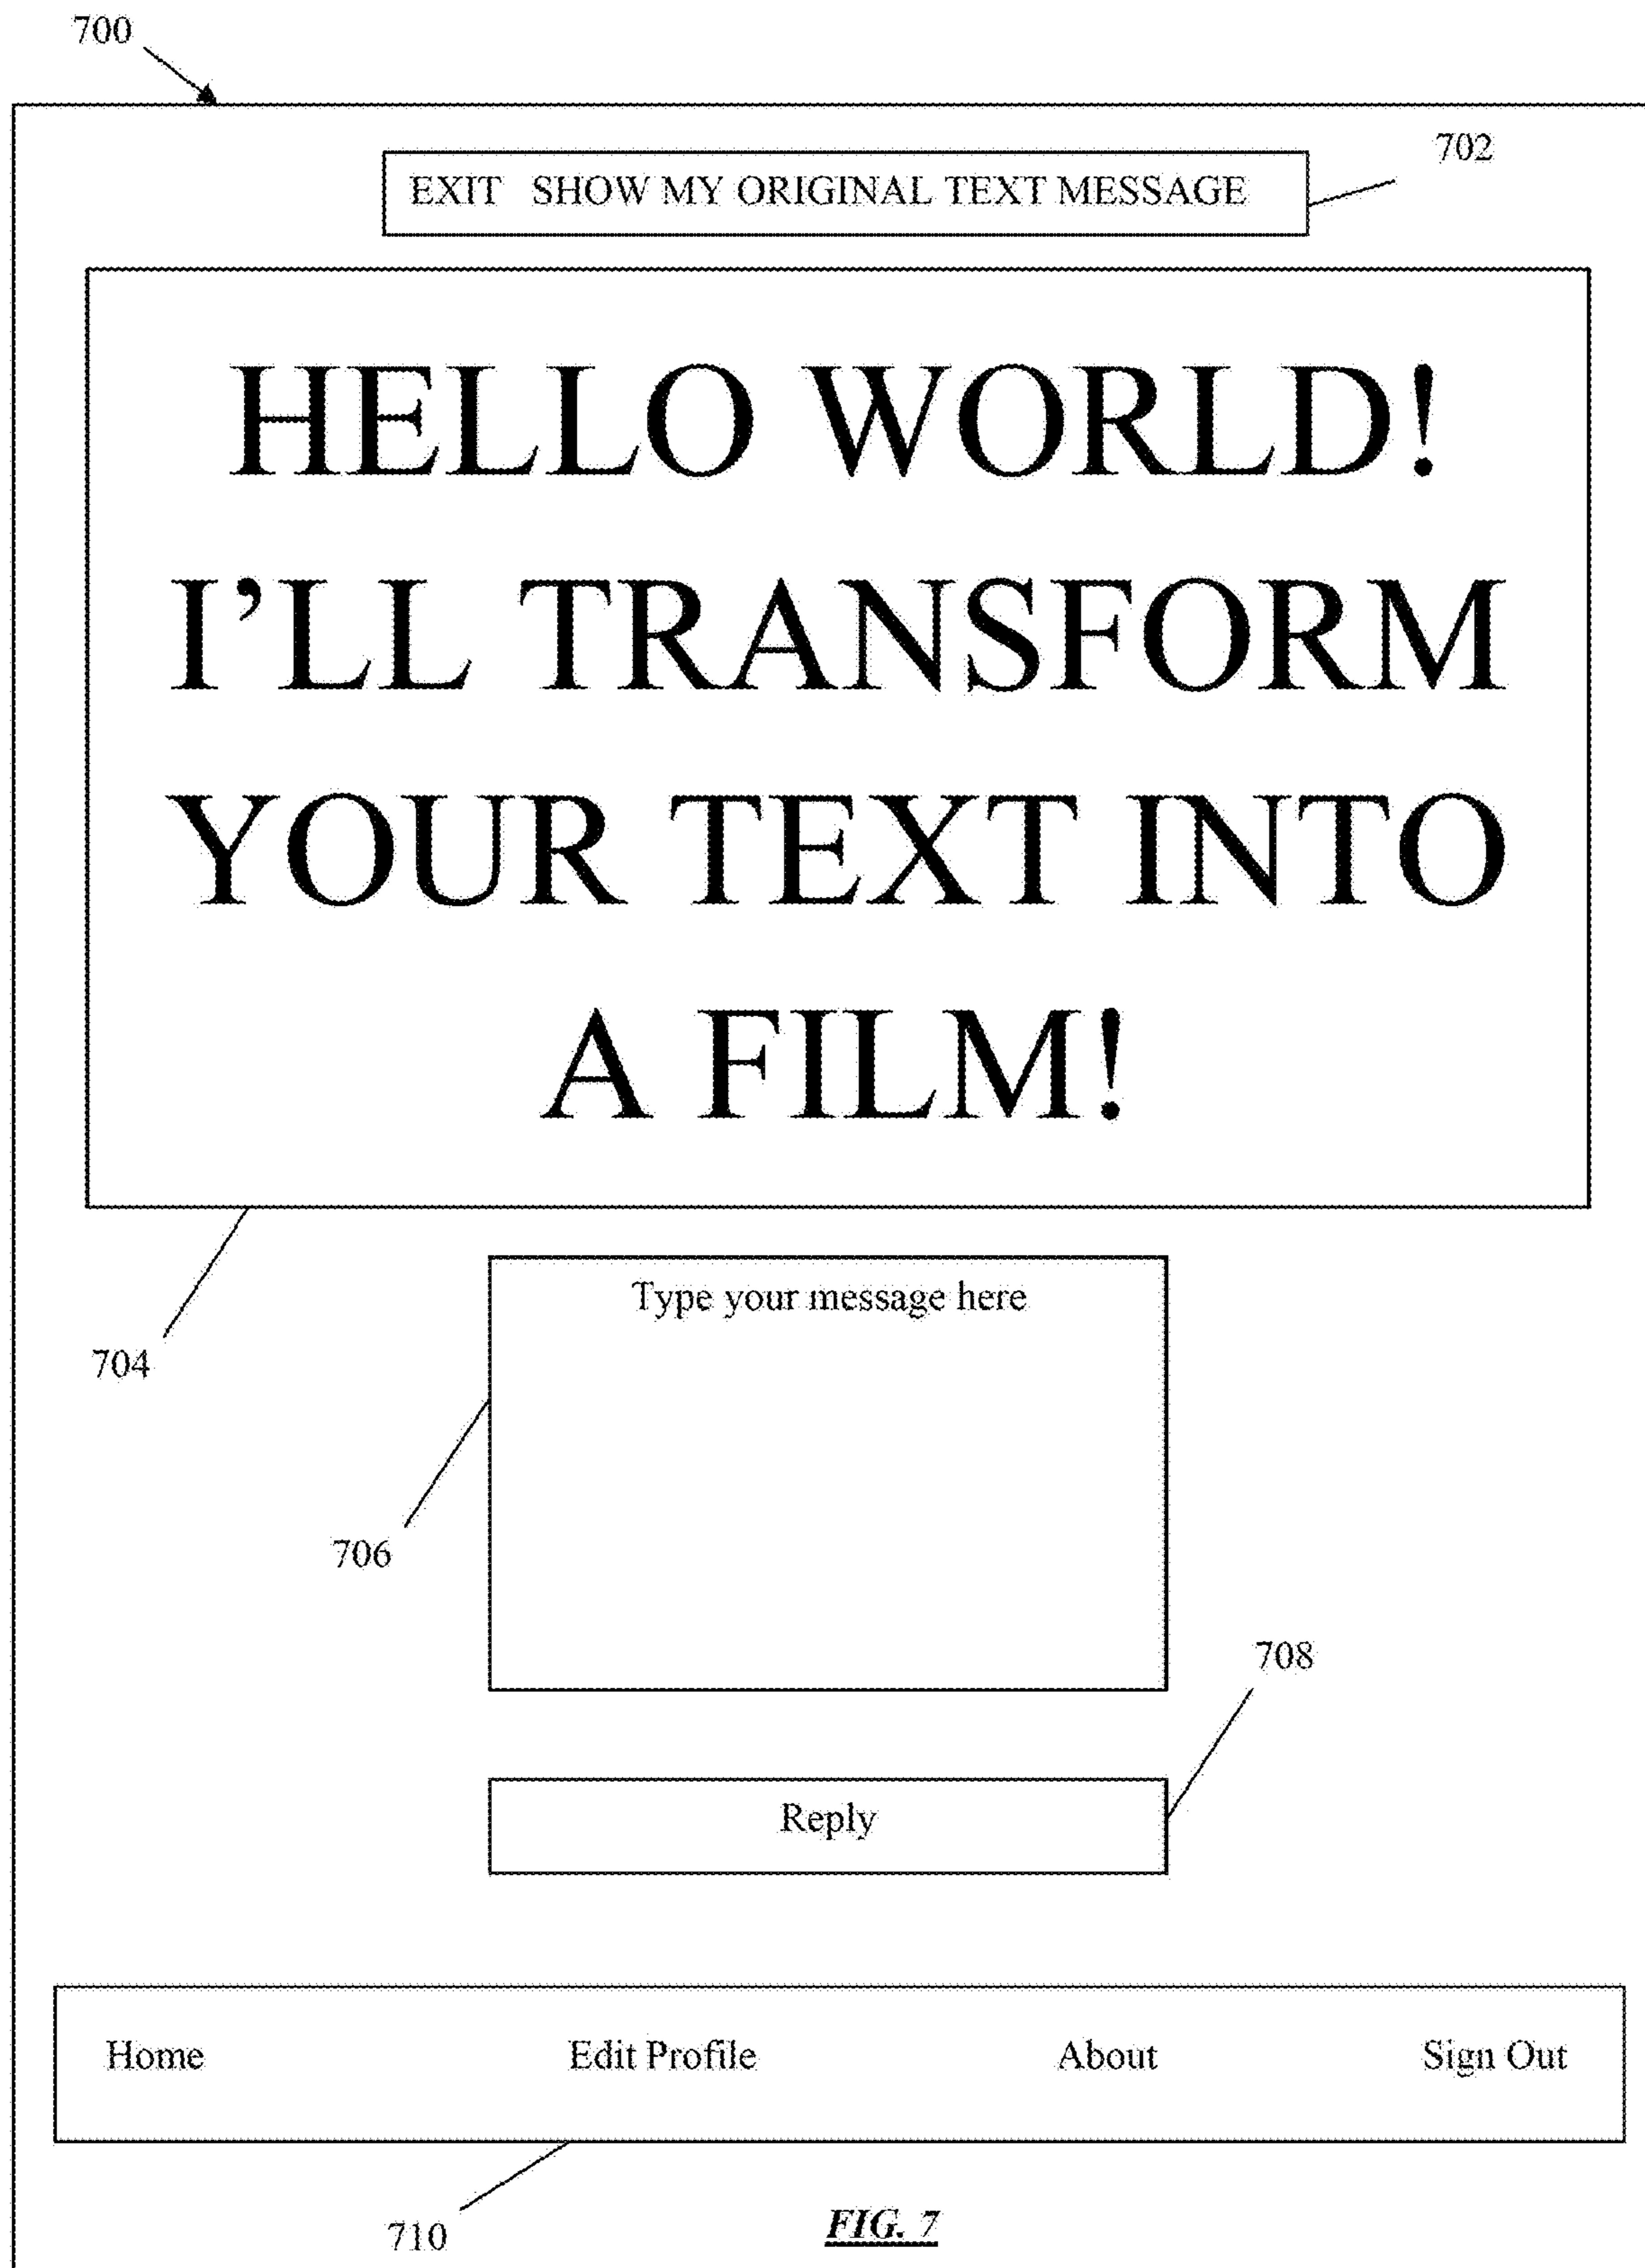 700
702
EXIT SHOW MY ORIGINAL TEXT MESSAGE
HELLO WORLD!
I’LL TRANSFORM
YOUR TEXT INTO
A FILM!
704
Type your message here
706
708
Reply
Home Edit Profile About Sign Out
710
FIG. 7